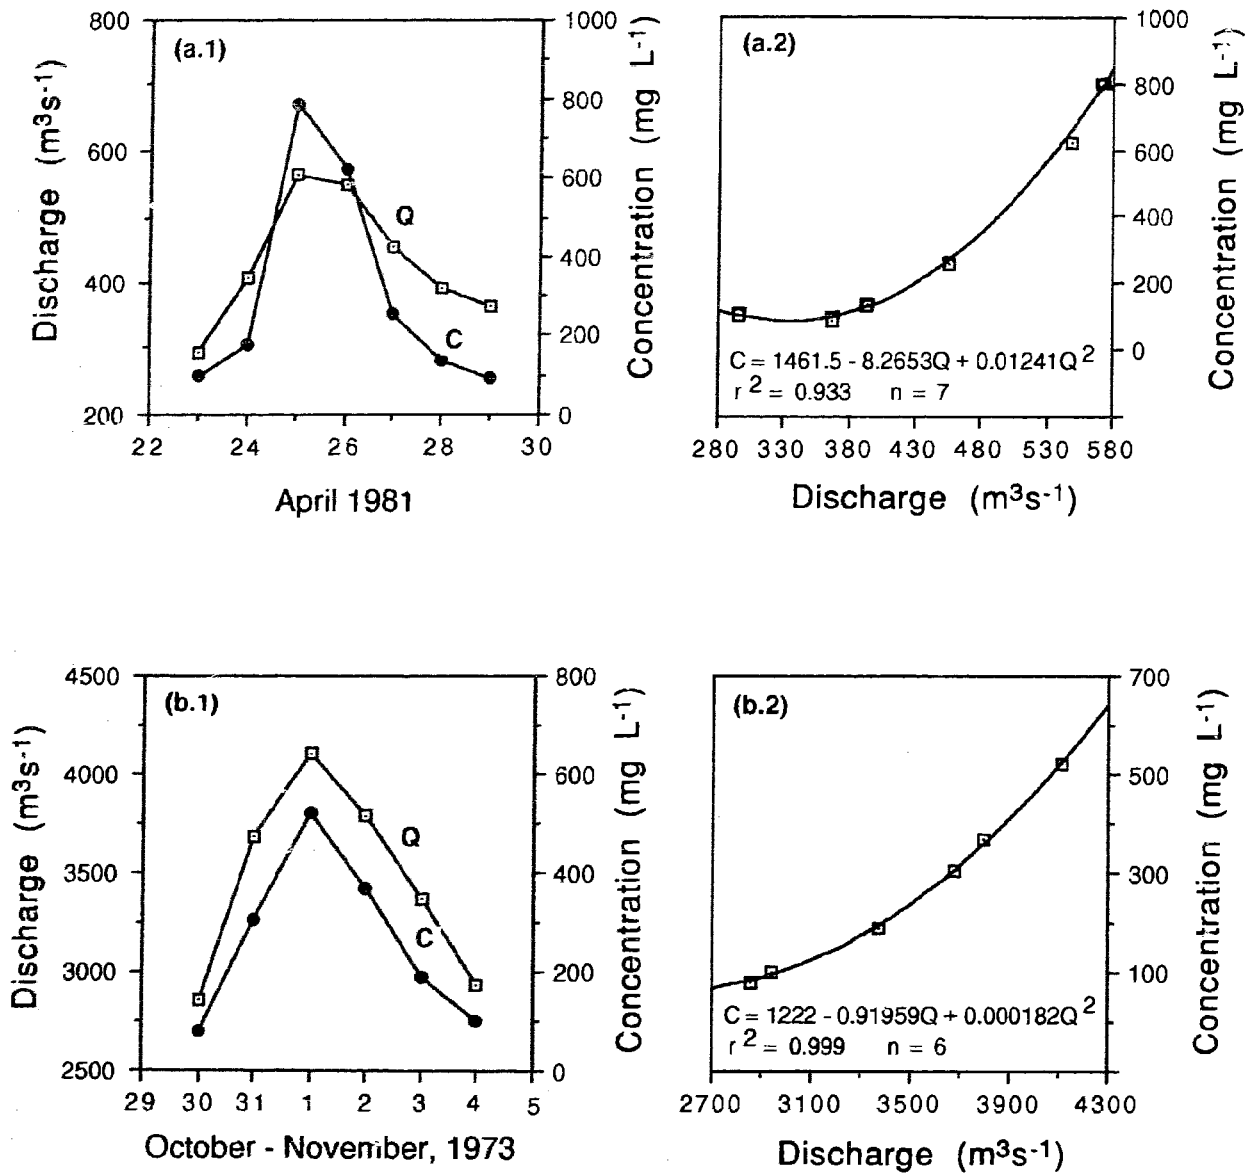 (a.1)
800
600
400
200
Discharge (m³s⁻¹)
1000
800
600
400
200
0
Concentration (mg L⁻¹)
Q
C
22 24 26 28 30
April 1981
(a.2)
1000
800
600
400
200
0
Concentration (mg L⁻¹)
C = 1461.5 - 8.2653Q + 0.01241Q²
r² = 0.933 n = 7
280 330 380 430 480 530 580
Discharge (m³s⁻¹)
(b.1)
4500
4000
3500
3000
2500
Discharge (m³s⁻¹)
800
600
400
200
0
Concentration (mg L⁻¹)
Q
C
29 30 31 1 2 3 4 5
October - November, 1973
(b.2)
700
500
300
100
Concentration (mg L⁻¹)
C = 1222 - 0.91959Q + 0.000182Q²
r² = 0.999 n = 6
2700 3100 3500 3900 4300
Discharge (m³s⁻¹)